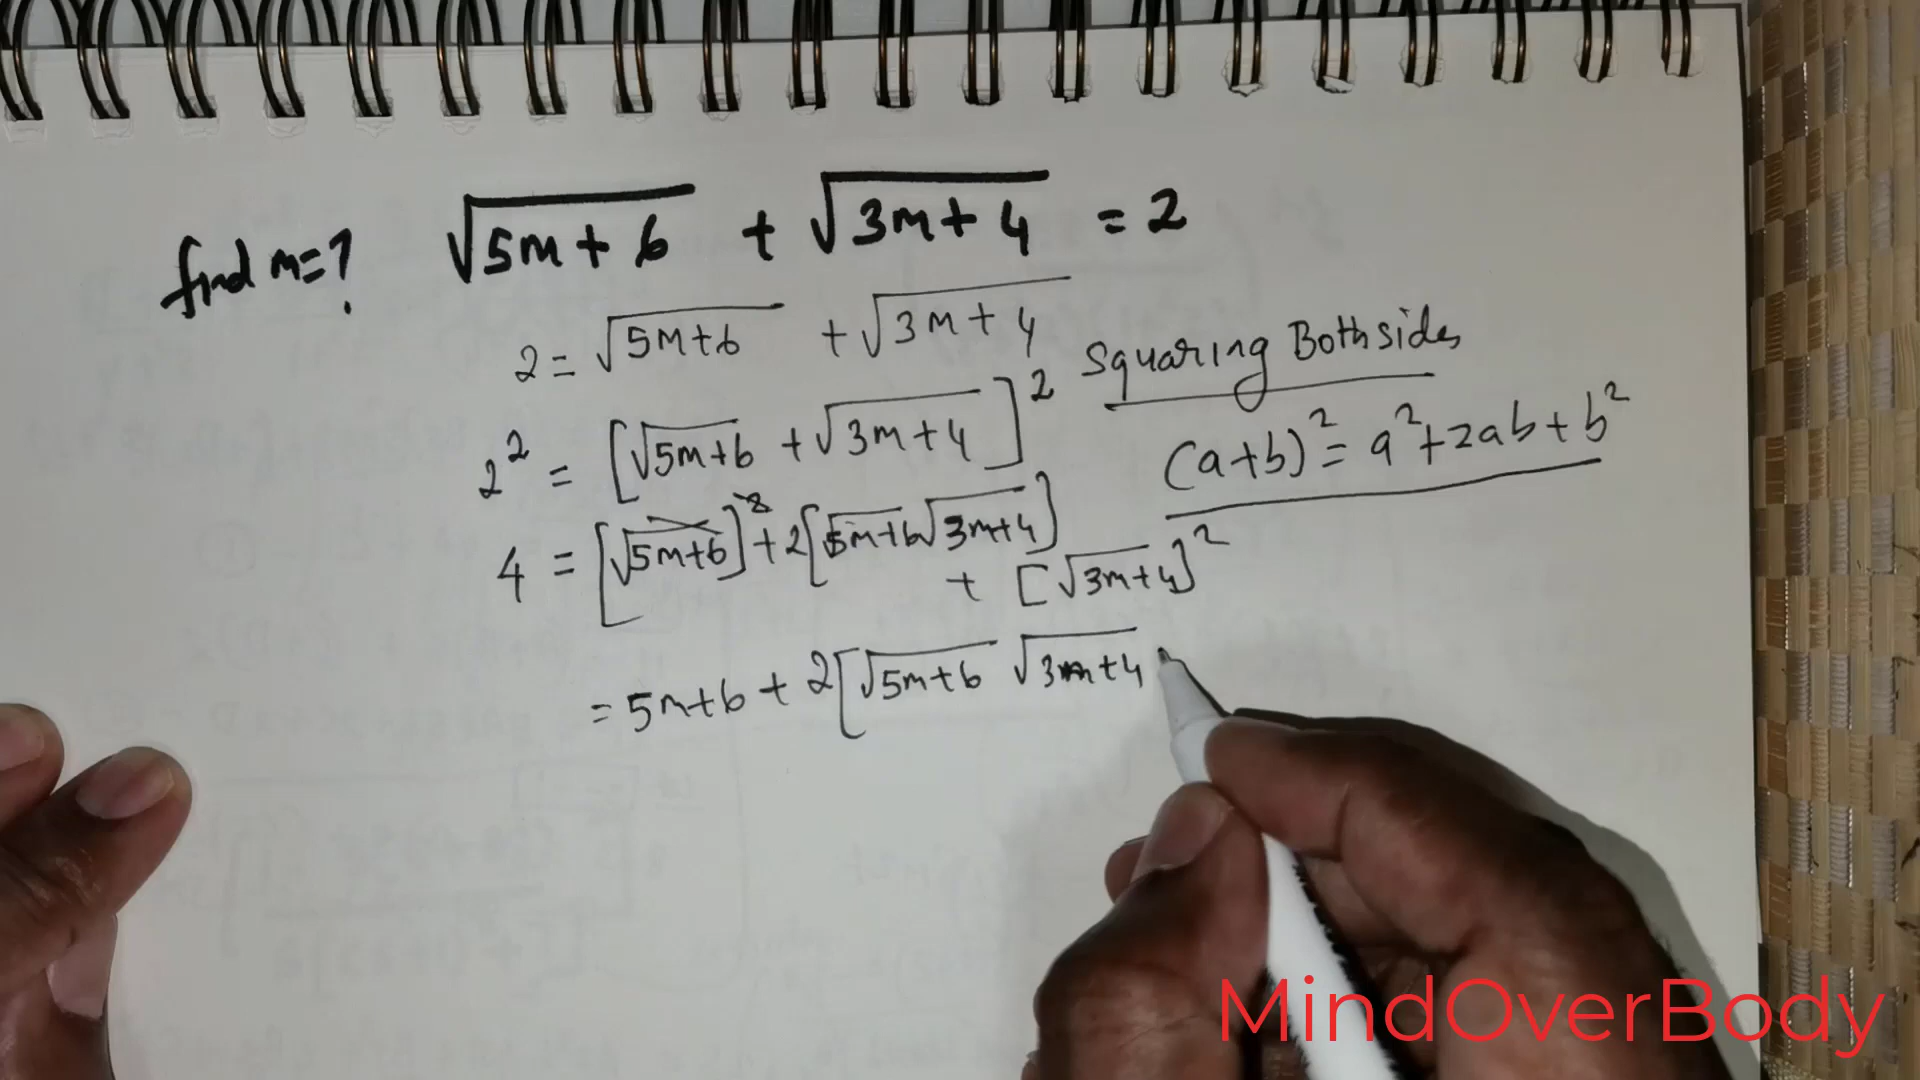 find m=? √5m+6 + √3m+4 = 2
2 = √5m+6 + √3m+4 Squaring Both sides
2² = [√5m+6 + √3m+4]² (a+b)² = a²+2ab+b²
4 = [√5m+6]² + 2[√5m+6 √3m+4]
+ [√3m+4]²
= 5m+6 + 2[√5m+6 √3m+4
MindOverBody